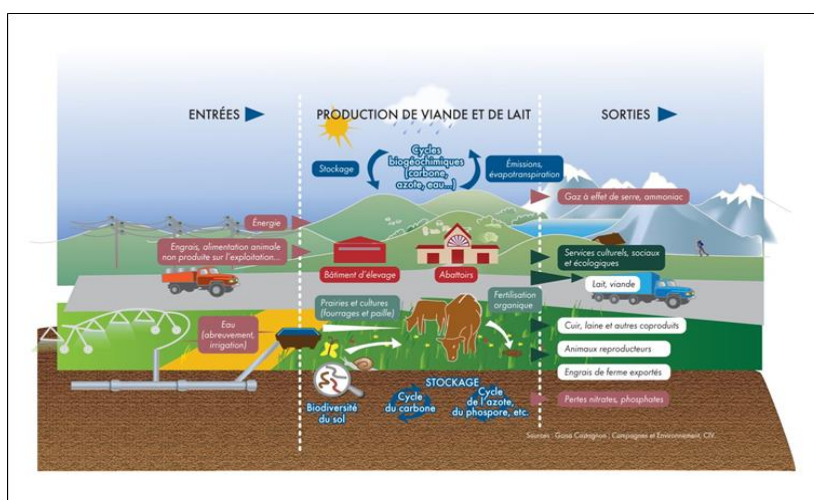 ENTRÉES
PRODUCTION DE VIANDE ET DE LAIT
SORTIES
Stockage
Cycles
biogéochimiques
(carbone,
azote, eau...)
Émissions,
évapotranspiration
Gaz à effet de serre, ammoniac
Énergie
Engrais, alimentation animale
non produite sur l'exploitation...
Bâtiment d'élevage
Abattoirs
Services culturels, sociaux
et écologiques
Lait, viande
Prairies et cultures
(fourrages et paille)
Fertilisation
organique
Eau
(abreuvement,
irrigation)
Cuir, laine et autres coproduits
Animaux reproducteurs
Engrais de ferme exportés
STOCKAGE
Biodiversité
du sol
Cycle
du carbone
Cycle
de l'azote,
du phospore, etc.
Pertes nitrates, phosphates
Sources : Gossa Castagnon | Campagnes et Environnement, CIV.